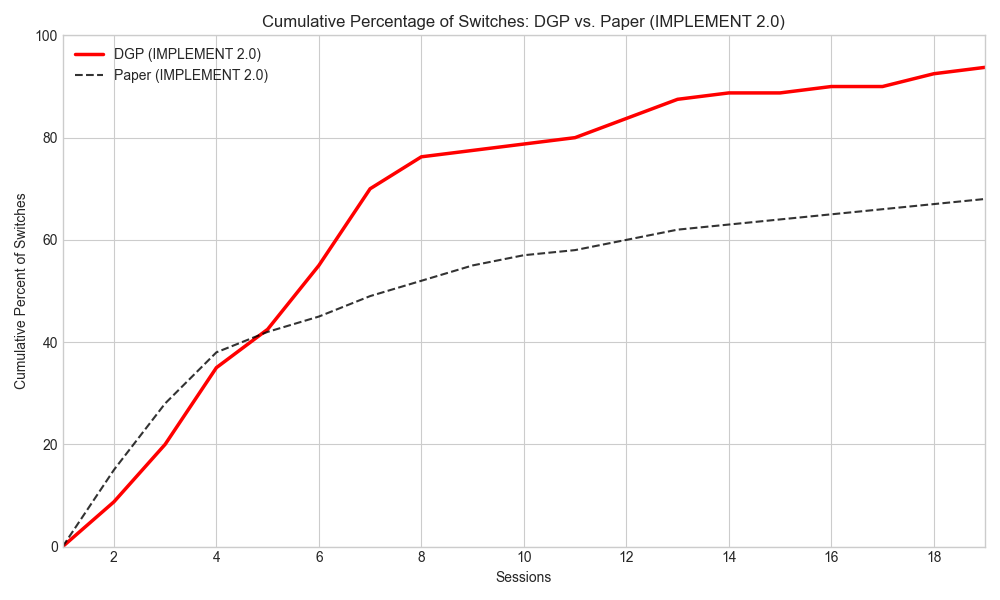 Cumulative Percentage of Switches: DGP vs. Paper (IMPLEMENT 2.0)
DGP (IMPLEMENT 2.0)
Paper (IMPLEMENT 2.0)
Cumulative Percent of Switches
100
80
60
40
20
0
2 4 6 8 10 12 14 16 18
Sessions